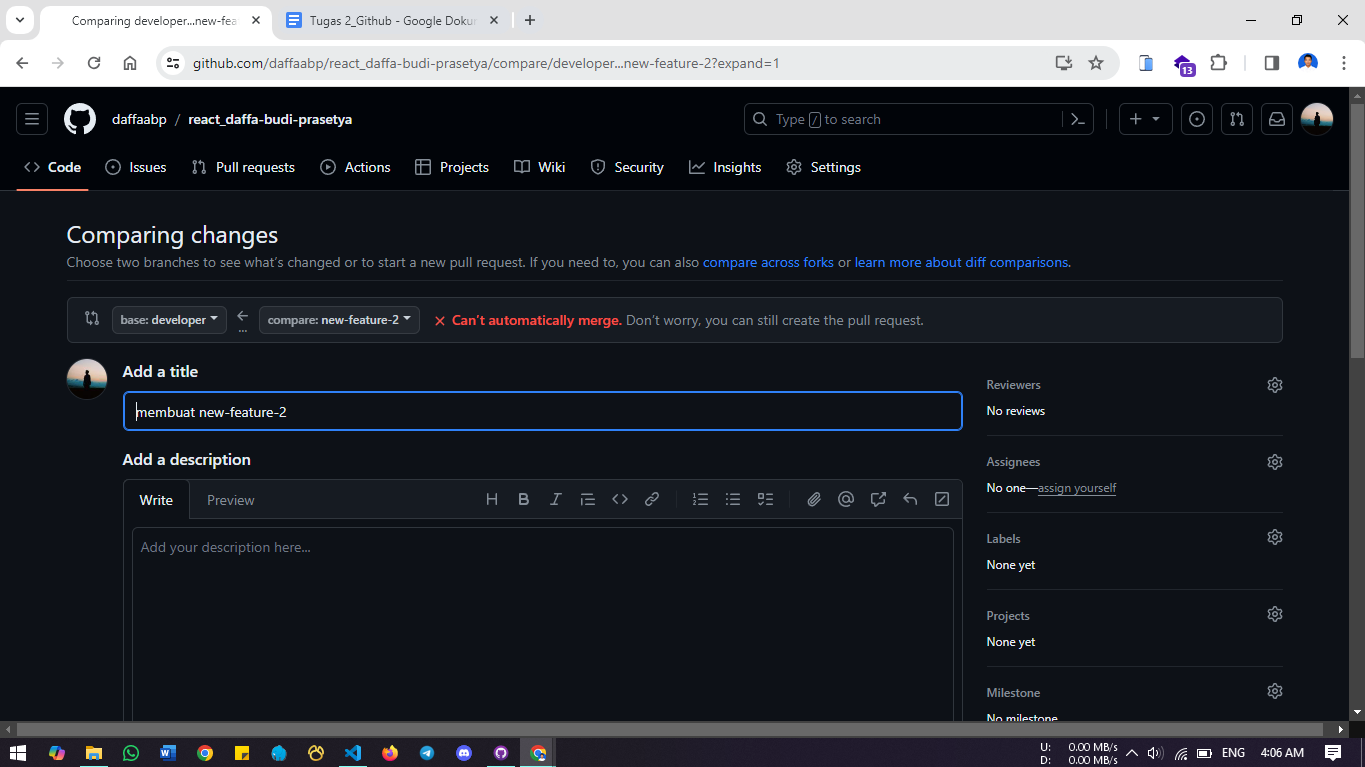 Comparing developer...new-fea
Tugas 2_Github - Google Dokum
github.com/daffaabp/react_daffa-budi-prasetya/compare/developer...new-feature-2?expand=1
13
daffaabp / react_daffa-budi-prasetya
Type / to search
Code Issues Pull requests Actions Projects Wiki Security Insights Settings
Comparing changes
Choose two branches to see what's changed or to start a new pull request. If you need to, you can also compare across forks or learn more about diff comparisons.
base: developer
compare: new-feature-2
Can't automatically merge. Don't worry, you can still create the pull request.
Add a title
membuat new-feature-2
Add a description
Write Preview
Add your description here...
Reviewers
No reviews
Assignees
No one—assign yourself
Labels
None yet
Projects
None yet
Milestone
No milestone
U: 0.00 MB/s
D: 0.00 MB/s
ENG
4:06 AM